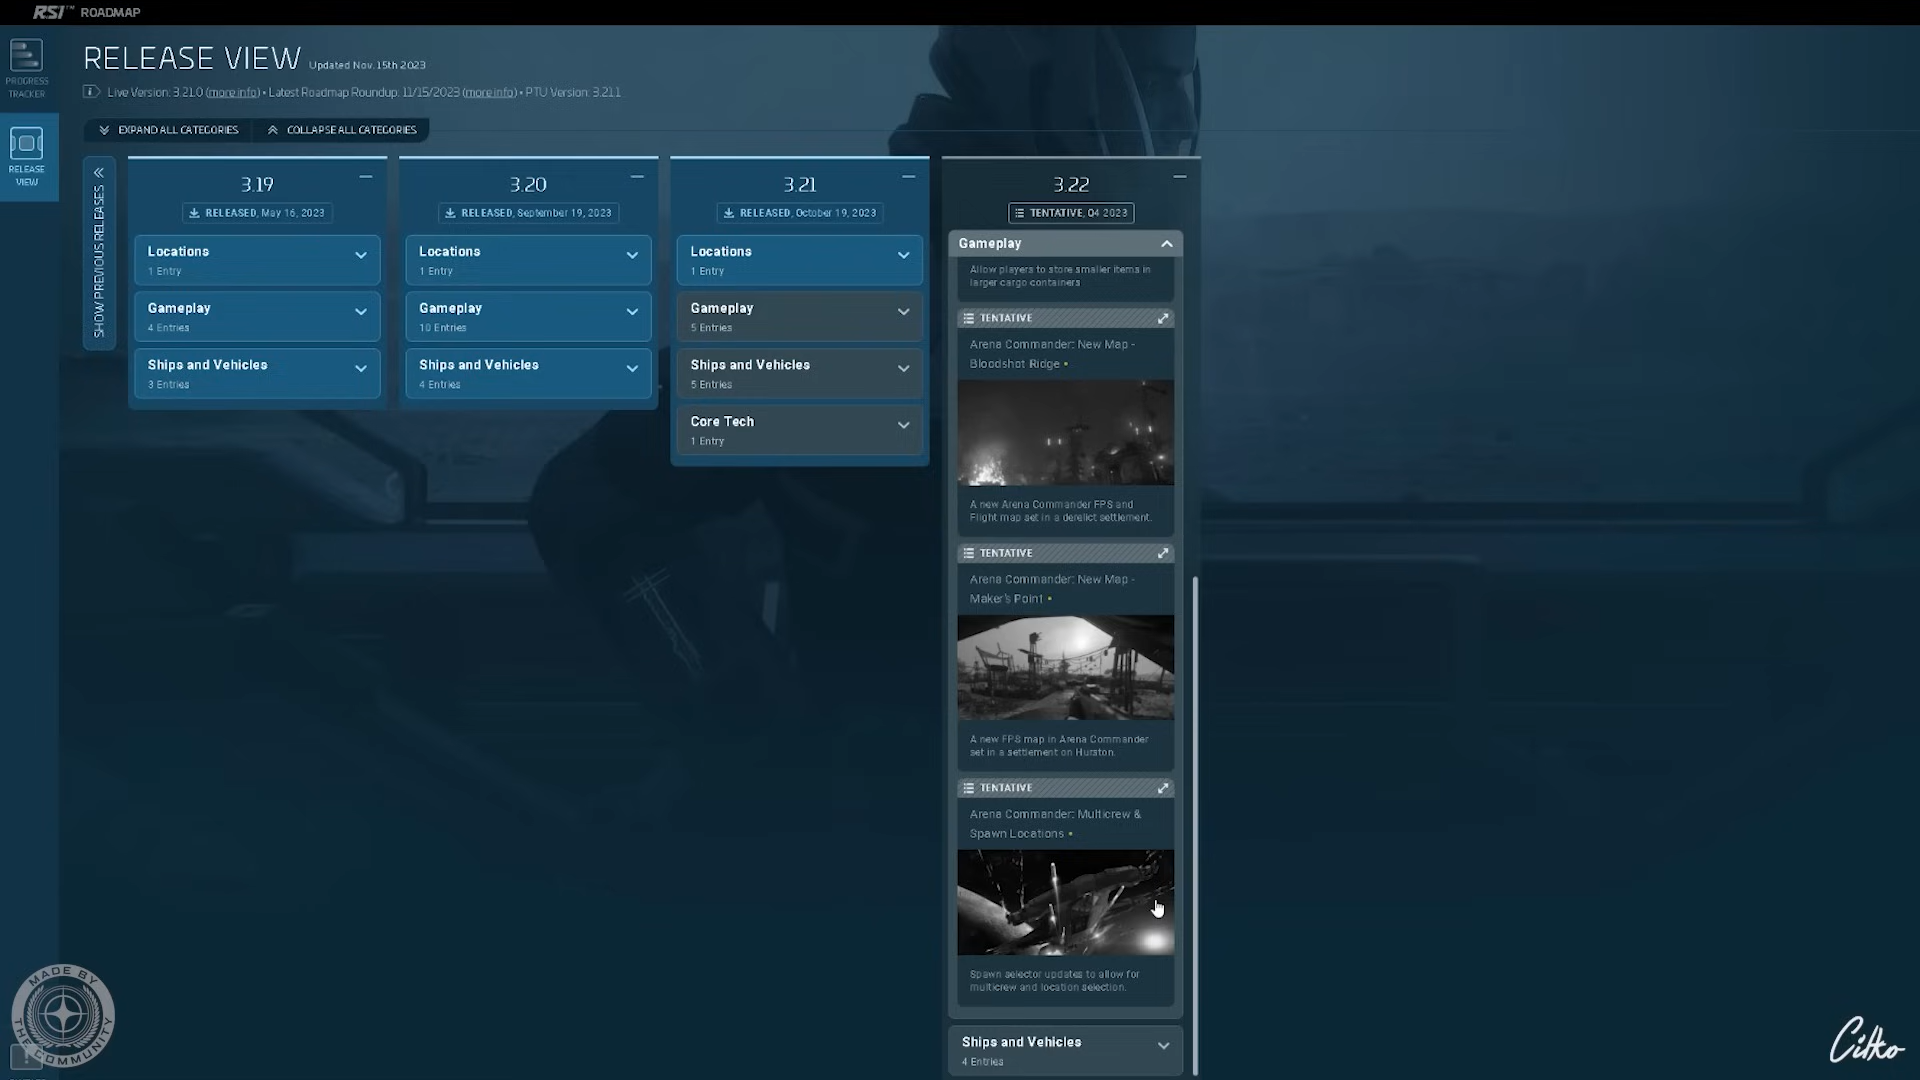 RSI™ ROADMAP
PROGRESS
TRACKER
RELEASE
VIEW
RELEASE VIEW Updated Nov. 15th 2023
Live Version: 3.21.0 (more info) • Latest Roadmap Roundup: 11/15/2023 (more info) • PTU Version: 3.21.1
EXPAND ALL CATEGORIES
COLLAPSE ALL CATEGORIES
SHOW PREVIOUS RELEASES
3.19
RELEASED, May 16, 2023
Locations
1 Entry
Gameplay
4 Entries
Ships and Vehicles
3 Entries
3.20
RELEASED, September 19, 2023
Locations
1 Entry
Gameplay
10 Entries
Ships and Vehicles
4 Entries
3.21
RELEASED, October 19, 2023
Locations
1 Entry
Gameplay
5 Entries
Ships and Vehicles
5 Entries
Core Tech
1 Entry
3.22
TENTATIVE, Q4 2023
Gameplay
Allow players to store smaller items in
larger cargo containers
TENTATIVE
Arena Commander: New Map -
Bloodshot Ridge •
A new Arena Commander FPS and
Flight map set in a derelict settlement.
TENTATIVE
Arena Commander: New Map -
Maker's Point •
A new FPS map in Arena Commander
set in a settlement on Hurston.
TENTATIVE
Arena Commander: Multicrew &
Spawn Locations •
Spawn selector updates to allow for
multicrew and location selection.
Ships and Vehicles
4 Entries
MADE BY
THE COMMUNITY